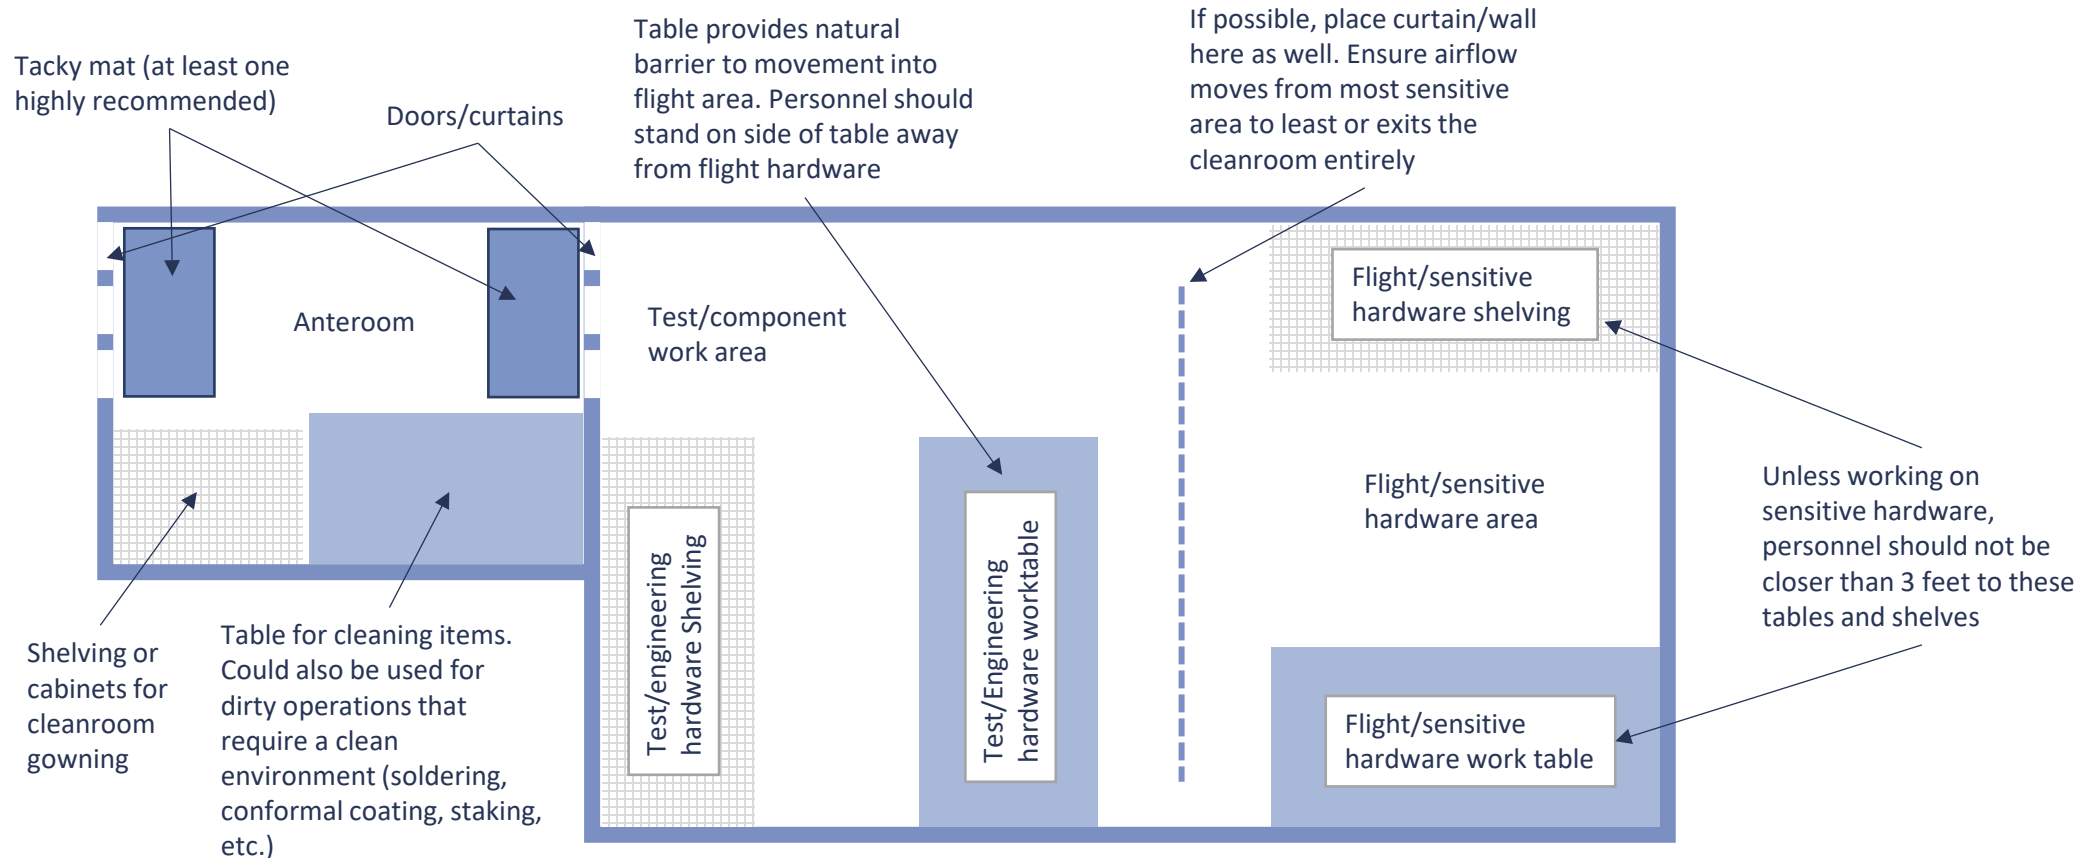 Tacky mat (at least one
highly recommended)
Doors/curtains
Table provides natural
barrier to movement into
flight area. Personnel should
stand on side of table away
from flight hardware
If possible, place curtain/wall
here as well. Ensure airflow
moves from most sensitive
area to least or exits the
cleanroom entirely
Anteroom
Test/component
work area
Flight/sensitive
hardware shelving
Flight/sensitive
hardware area
Unless working on
sensitive hardware,
personnel should not be
closer than 3 feet to these
tables and shelves
Test/engineering
hardware Shelving
Test/Engineering
hardware worktable
Flight/sensitive
hardware work table
Shelving or
cabinets for
cleanroom
gowning
Table for cleaning items.
Could also be used for
dirty operations that
require a clean
environment (soldering,
conformal coating, staking,
etc.)